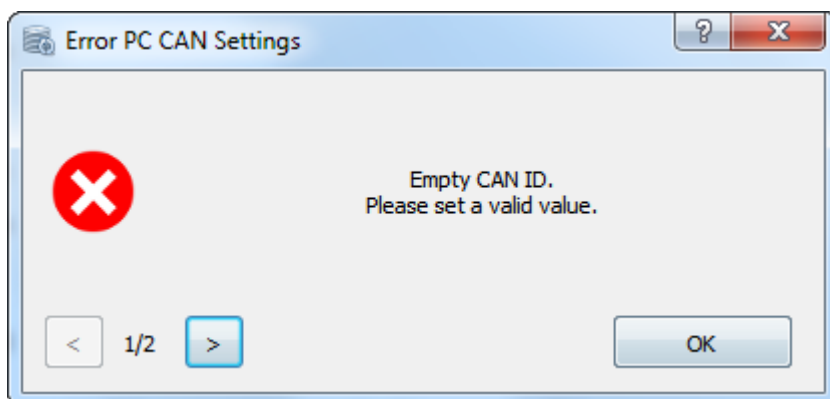 Error PC CAN Settings
Empty CAN ID.
Please set a valid value.
< 1/2 > OK